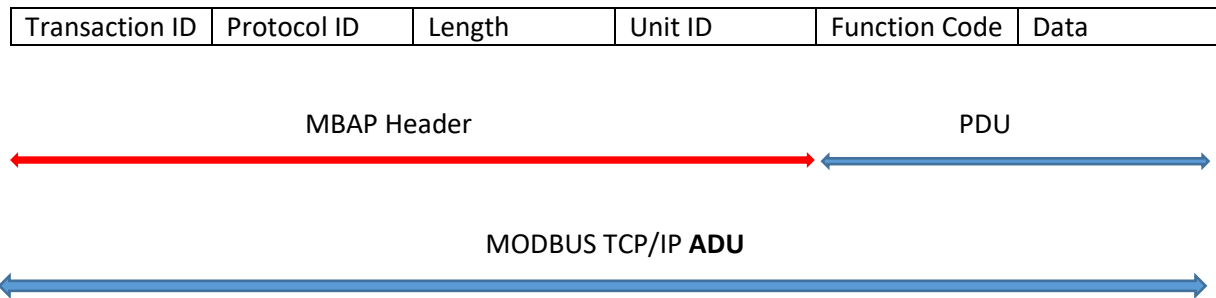 Transaction ID Protocol ID Length Unit ID Function Code Data
MBAP Header PDU
MODBUS TCP/IP ADU